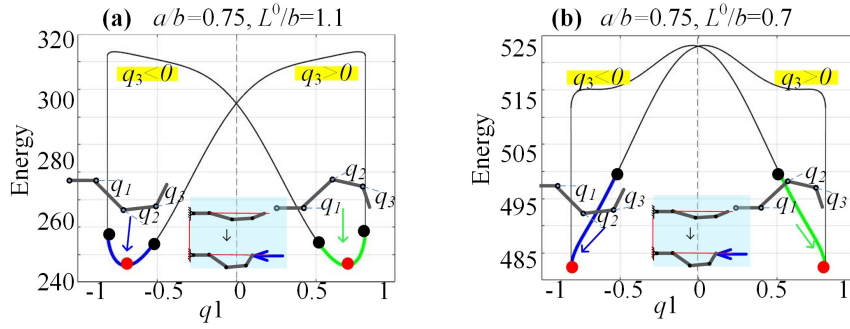 (a) a/b=0.75, L⁰/b=1.1
Energy
320
300
280
260
240
q₃<0
q₃>0
q₁
q₂
q₃
q₁
q₂
q₃
-1 -0.5 0 0.5 1
q1
(b) a/b=0.75, L⁰/b=0.7
Energy
525
515
505
495
485
q₃<0
q₃>0
q₁
q₂
q₃
q₁
q₂
q₃
-1 -0.5 0 0.5 1
q1